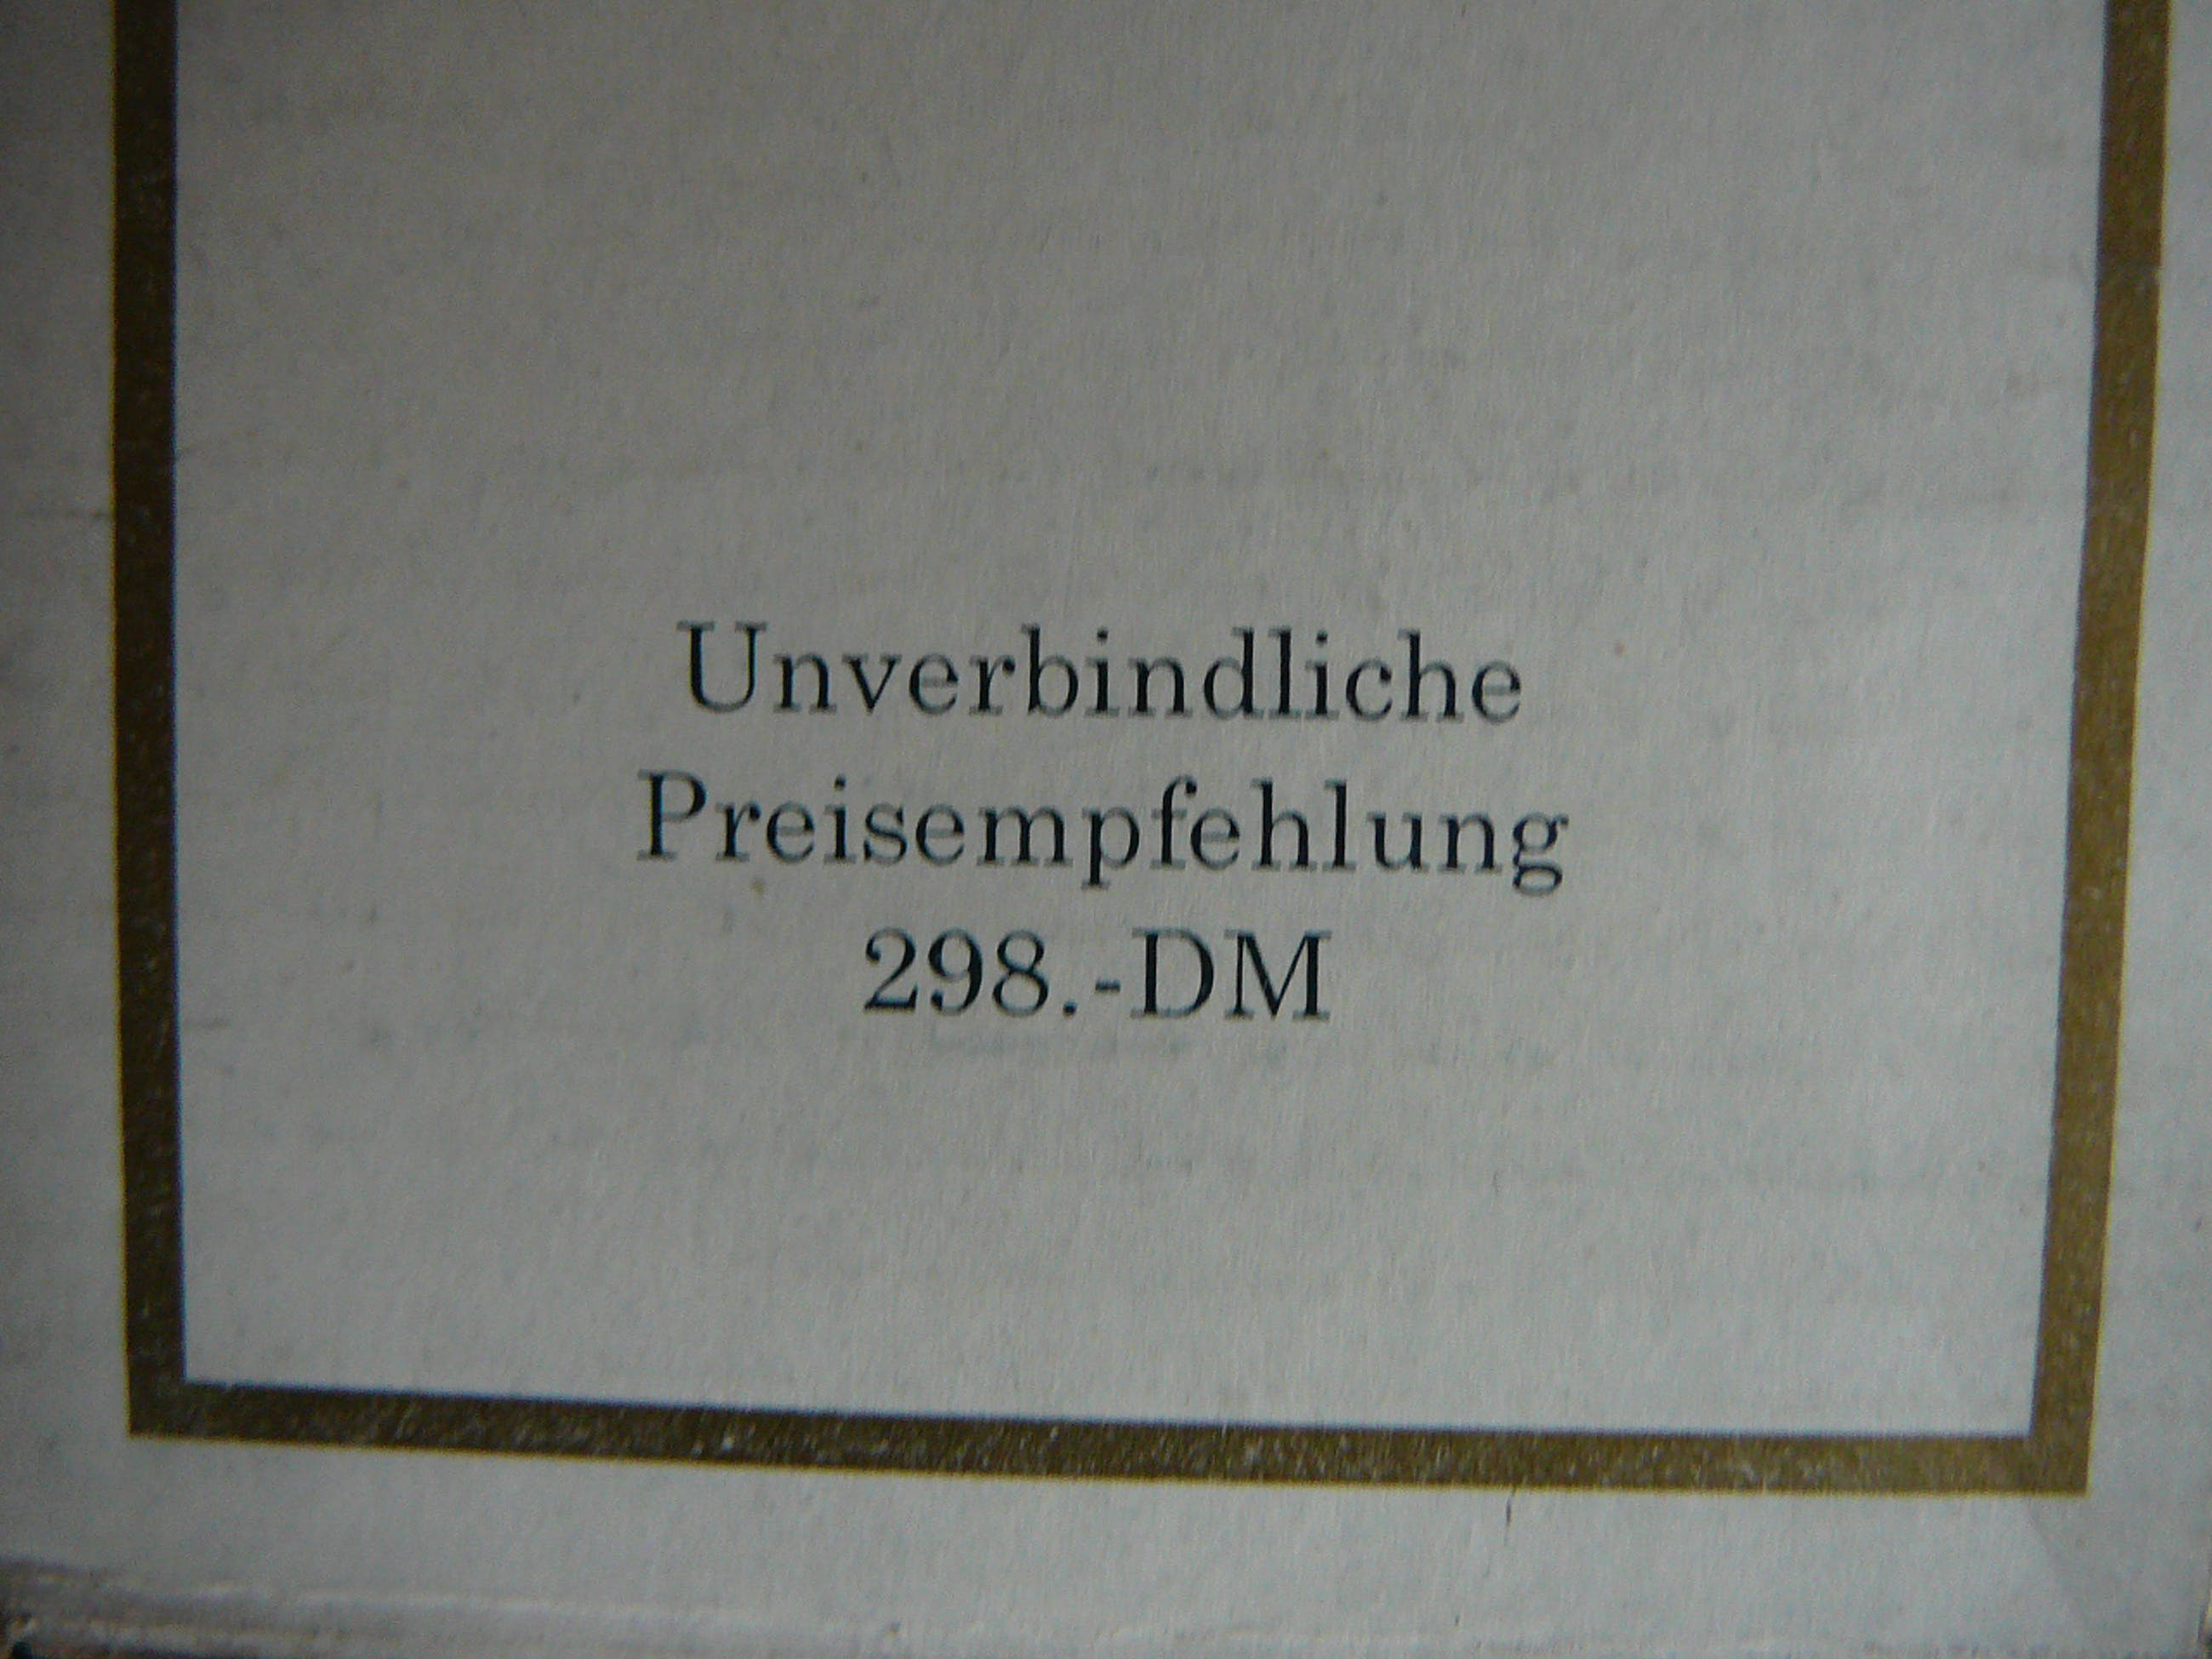 Unverbindliche
Preisempfehlung
298.-DM